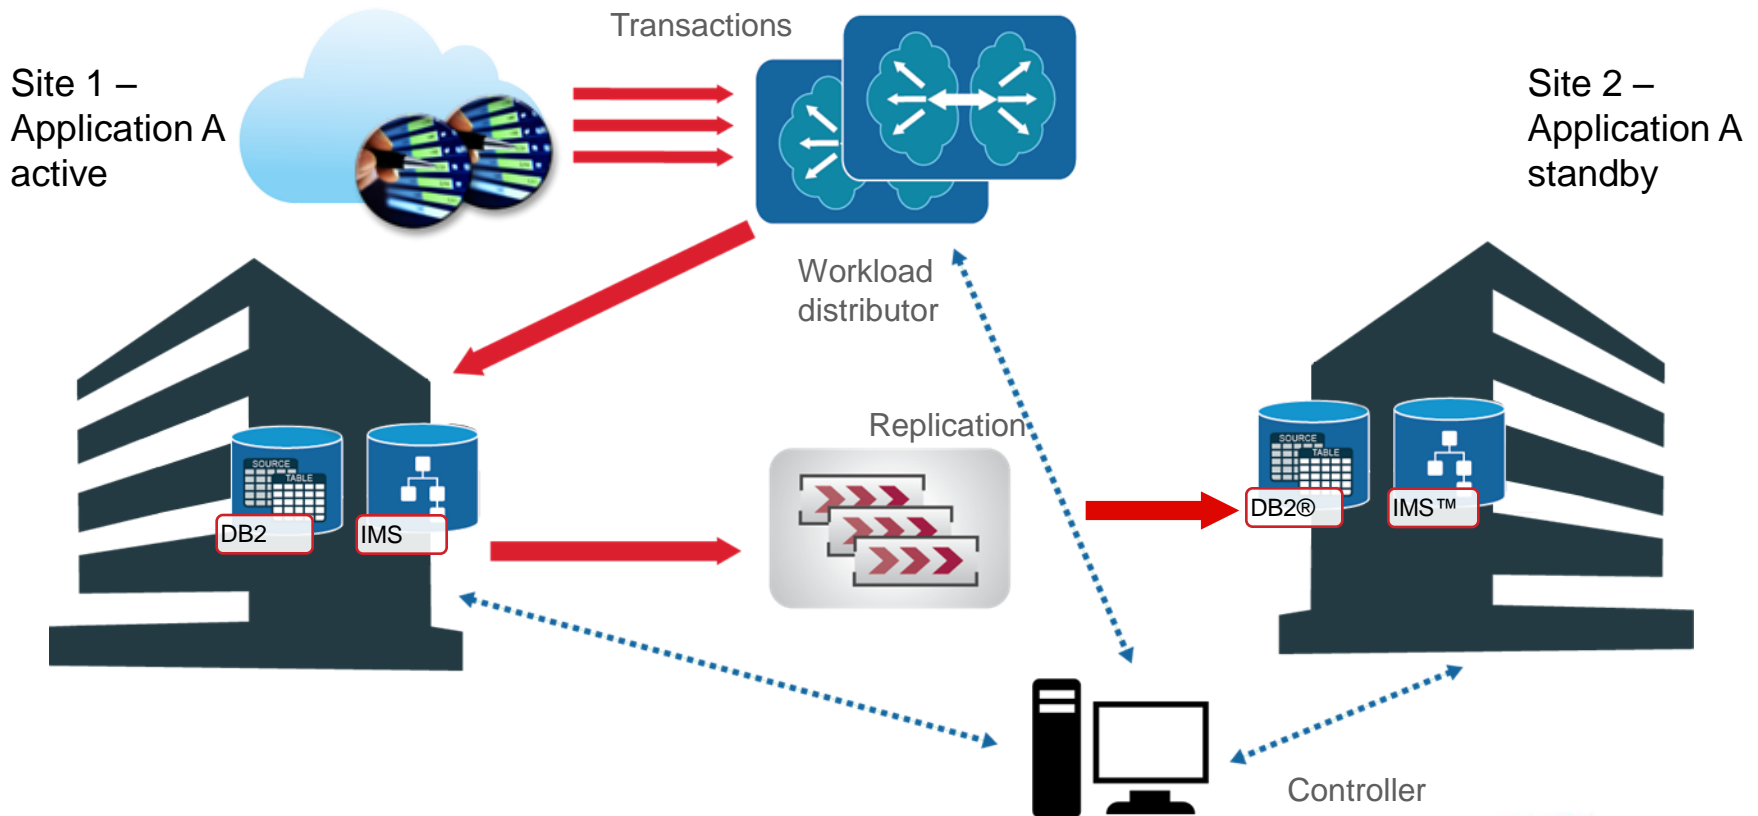 Transactions
Site 1 –
Application A
active
Site 2 –
Application A
standby
Workload
distributor
Replication
SOURCE
TABLE
DB2
IMS
SOURCE
TABLE
DB2®
IMS™
Controller